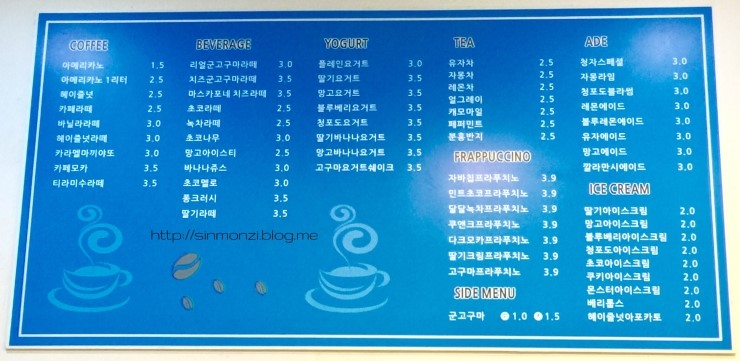 COFFEE
아메리카노 1.5
아메리카노 1리터 2.5
헤이즐넛 2.5
카페라떼 2.5
바닐라라떼 3.0
헤이즐넛라떼 3.0
카라멜마끼아또 3.0
카페모카 3.5
티라미수라떼 3.5
BEVERAGE
리얼군고구마라떼 3.0
치즈군고구마라떼 3.5
마스카포네 치즈라떼 3.5
초코라떼 2.5
녹차라떼 2.5
초코나무 3.0
망고아이스티 2.5
바나나쥬스 3.0
초코멜로 3.0
퐁크러시 3.5
딸기라떼 3.5
YOGURT
플레인요거트 3.0
딸기요거트 3.5
망고요거트 3.5
블루베리요거트 3.5
청포도요거트 3.5
딸기바나나요거트 3.5
망고바나나요거트 3.5
고구마요거트쉐이크 3.5
TEA
유자차 2.5
자몽차 2.5
레몬차 2.5
얼그레이 2.5
캐모마일 2.5
페퍼민트 2.5
분홍반지 2.5
FRAPPUCCINO
자바칩프라푸치노 3.9
민트초코프라푸치노 3.9
달달녹차프라푸치노 3.9
쿠앤크프라푸치노 3.9
다크모카프라푸치노 3.9
딸기크림프라푸치노 3.9
고구마프라푸치노 3.9
SIDE MENU
군고구마 1.0 1.5
ADE
청자스페셜 3.0
자몽라임 3.0
청포도볼라썸 3.0
레몬에이드 3.0
블루레몬에이드 3.0
유자에이드 3.0
망고에이드 3.0
깔라만시에이드 3.0
ICE CREAM
딸기아이스크림 2.0
망고아이스크림 2.0
블루베리아이스크림 2.0
청포도아이스크림 2.0
초코아이스크림 2.0
쿠키아이스크림 2.0
몬스터아이스크림 2.0
베리롭스 2.0
헤이즐넛아포카토 2.0
http://sinmonzi.blog.me